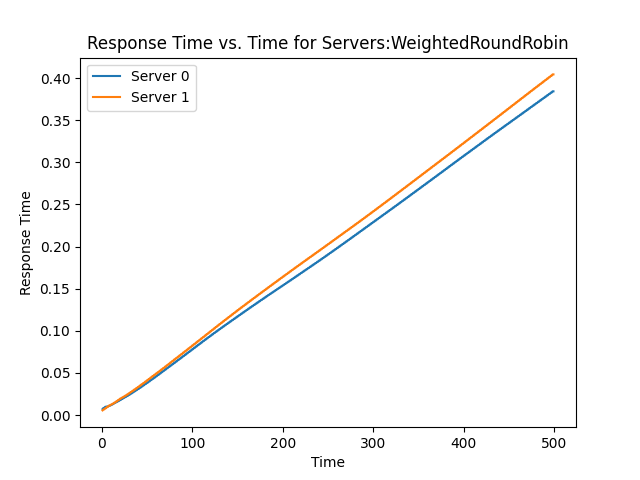 Response Time vs. Time for Servers:WeightedRoundRobin
Server 0
Server 1
0.40
0.35
0.30
0.25
0.20
0.15
0.10
0.05
0.00
Response Time
0 100 200 300 400 500
Time